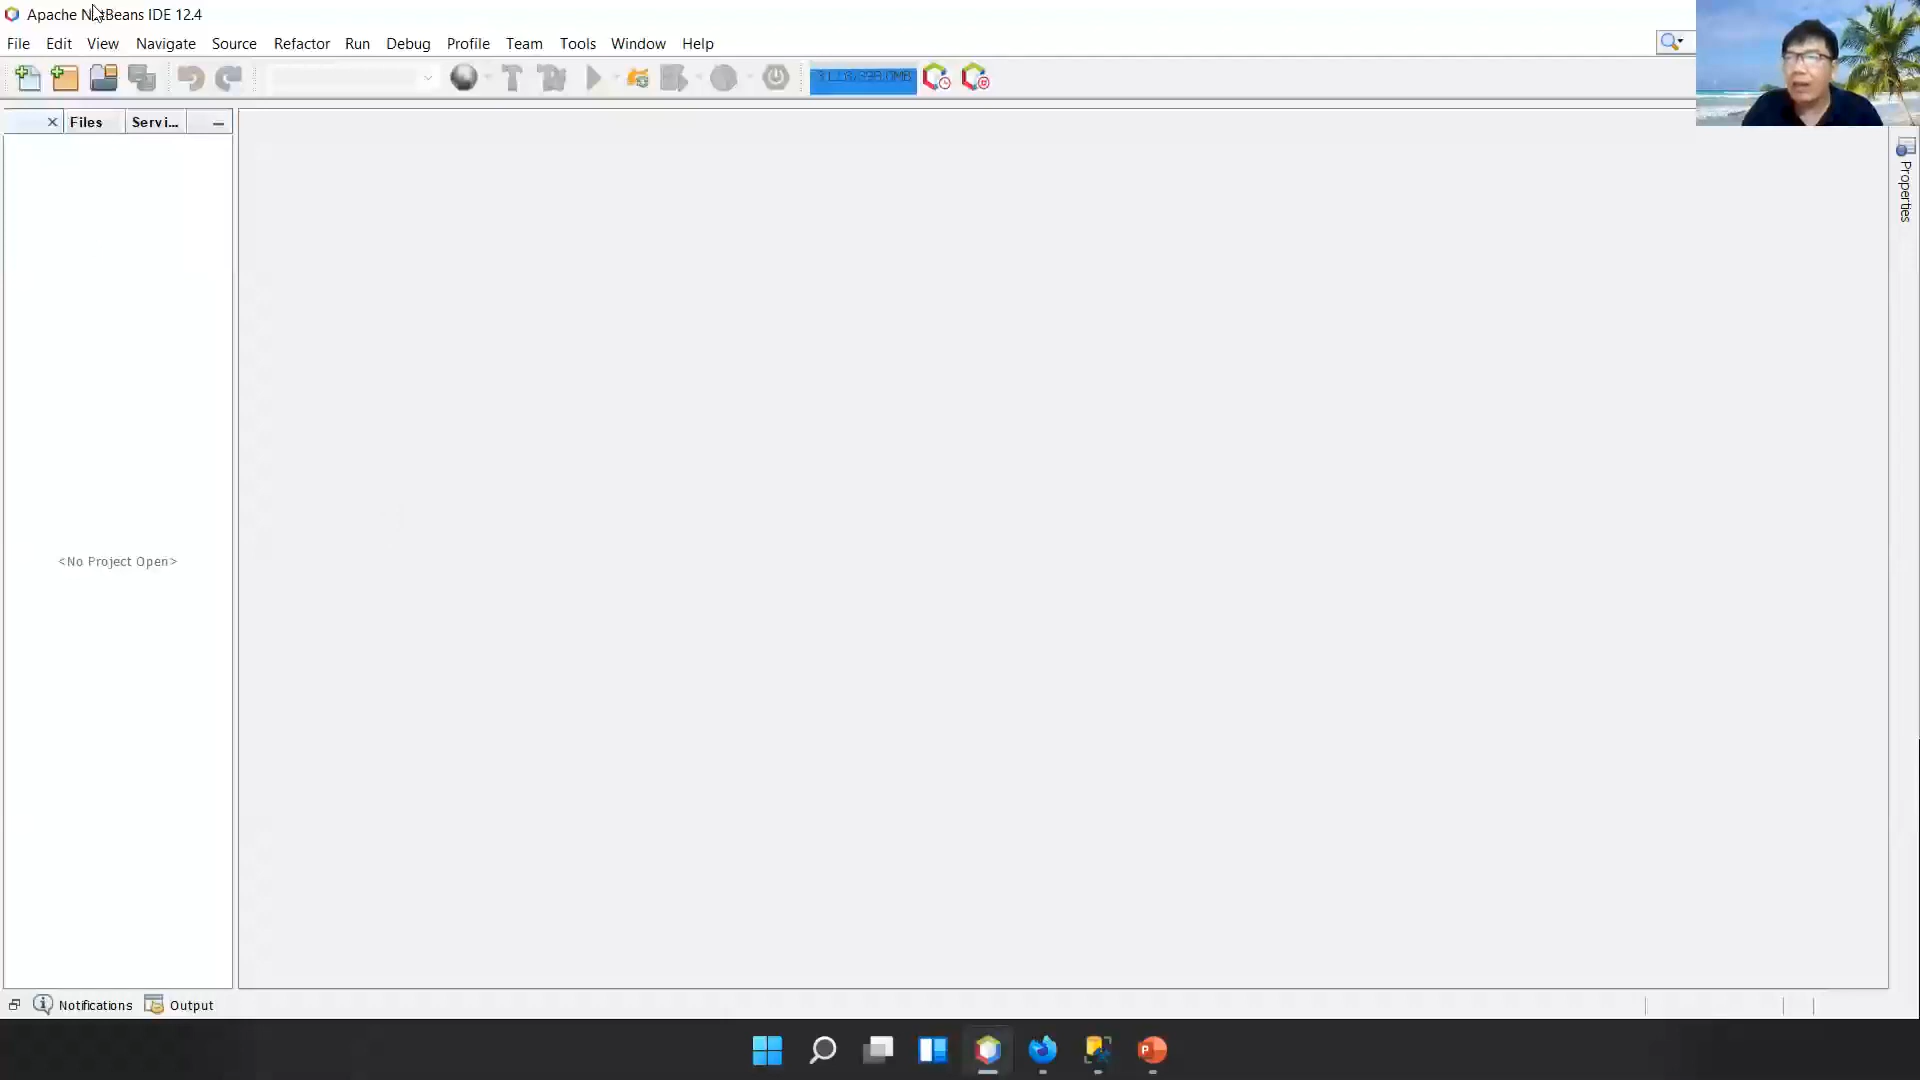 Apache NetBeans IDE 12.4
File Edit View Navigate Source Refactor Run Debug Profile Team Tools Window Help
Files Servi...
Properties
<No Project Open>
Notifications Output